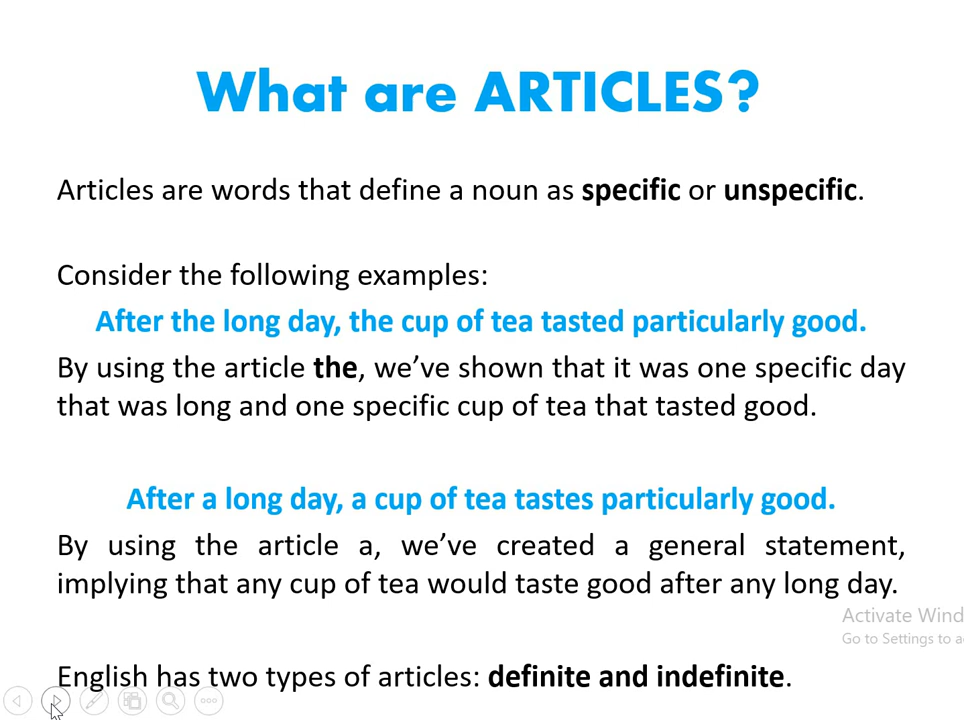 What are ARTICLES?
Articles are words that define a noun as specific or unspecific.
Consider the following examples:
After the long day, the cup of tea tasted particularly good.
By using the article the, we’ve shown that it was one specific day
that was long and one specific cup of tea that tasted good.
After a long day, a cup of tea tastes particularly good.
By using the article a, we’ve created a general statement,
implying that any cup of tea would taste good after any long day.
Activate Wind
Go to Settings to a
English has two types of articles: definite and indefinite.